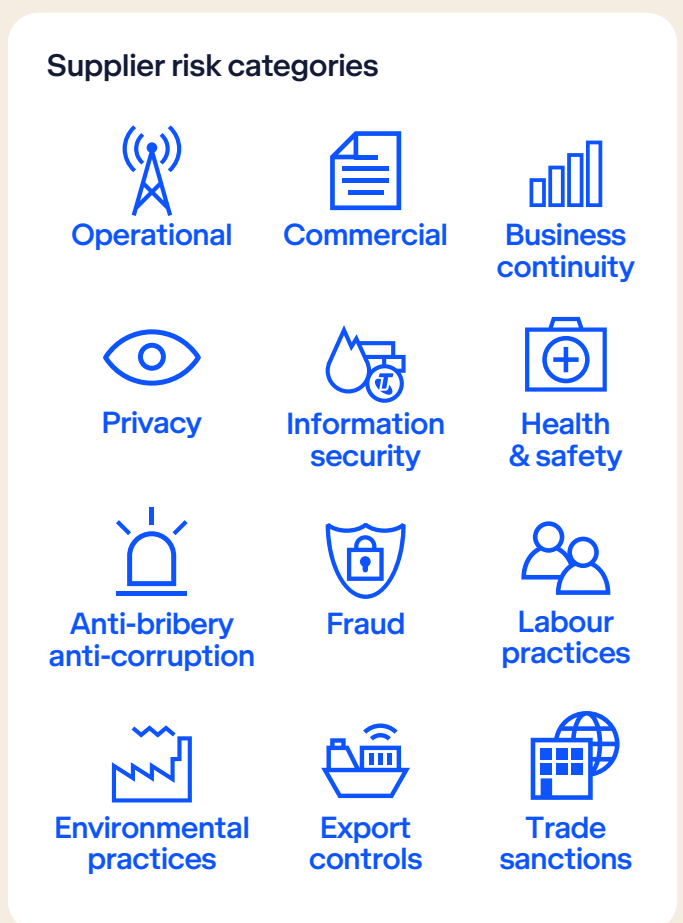 Supplier risk categories
Operational
Commercial
Business
continuity
Privacy
Information
security
Health
& safety
Anti-bribery
anti-corruption
Fraud
Labour
practices
Environmental
practices
Export
controls
Trade
sanctions